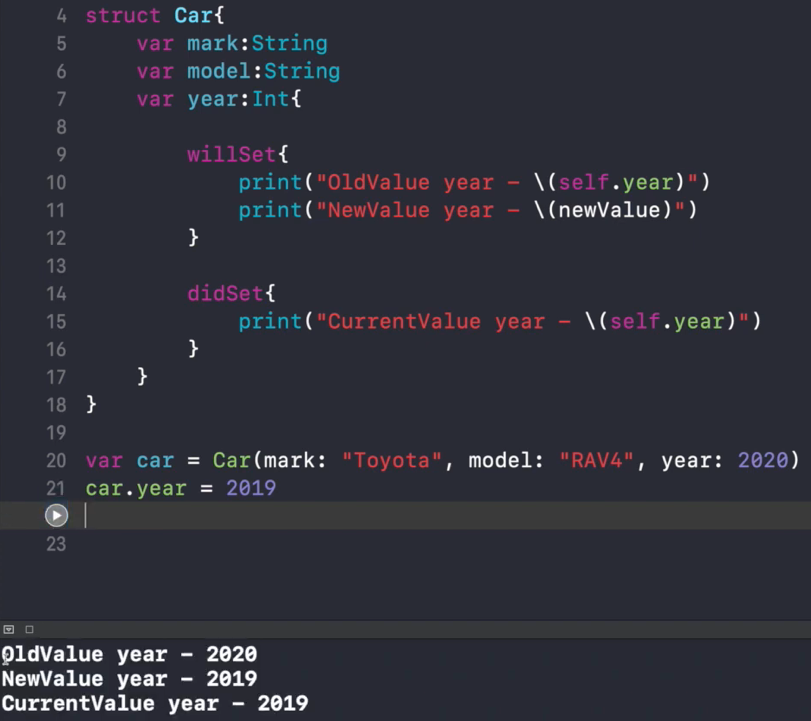 4 struct Car{
5 var mark:String
6 var model:String
7 var year:Int{
8
9 willSet{
10 print("OldValue year – \(self.year)")
11 print("NewValue year – \(newValue)")
12 }
13
14 didSet{
15 print("CurrentValue year – \(self.year)")
16 }
17 }
18 }
19
20 var car = Car(mark: "Toyota", model: "RAV4", year: 2020)
21 car.year = 2019
23
OldValue year – 2020
NewValue year – 2019
CurrentValue year – 2019